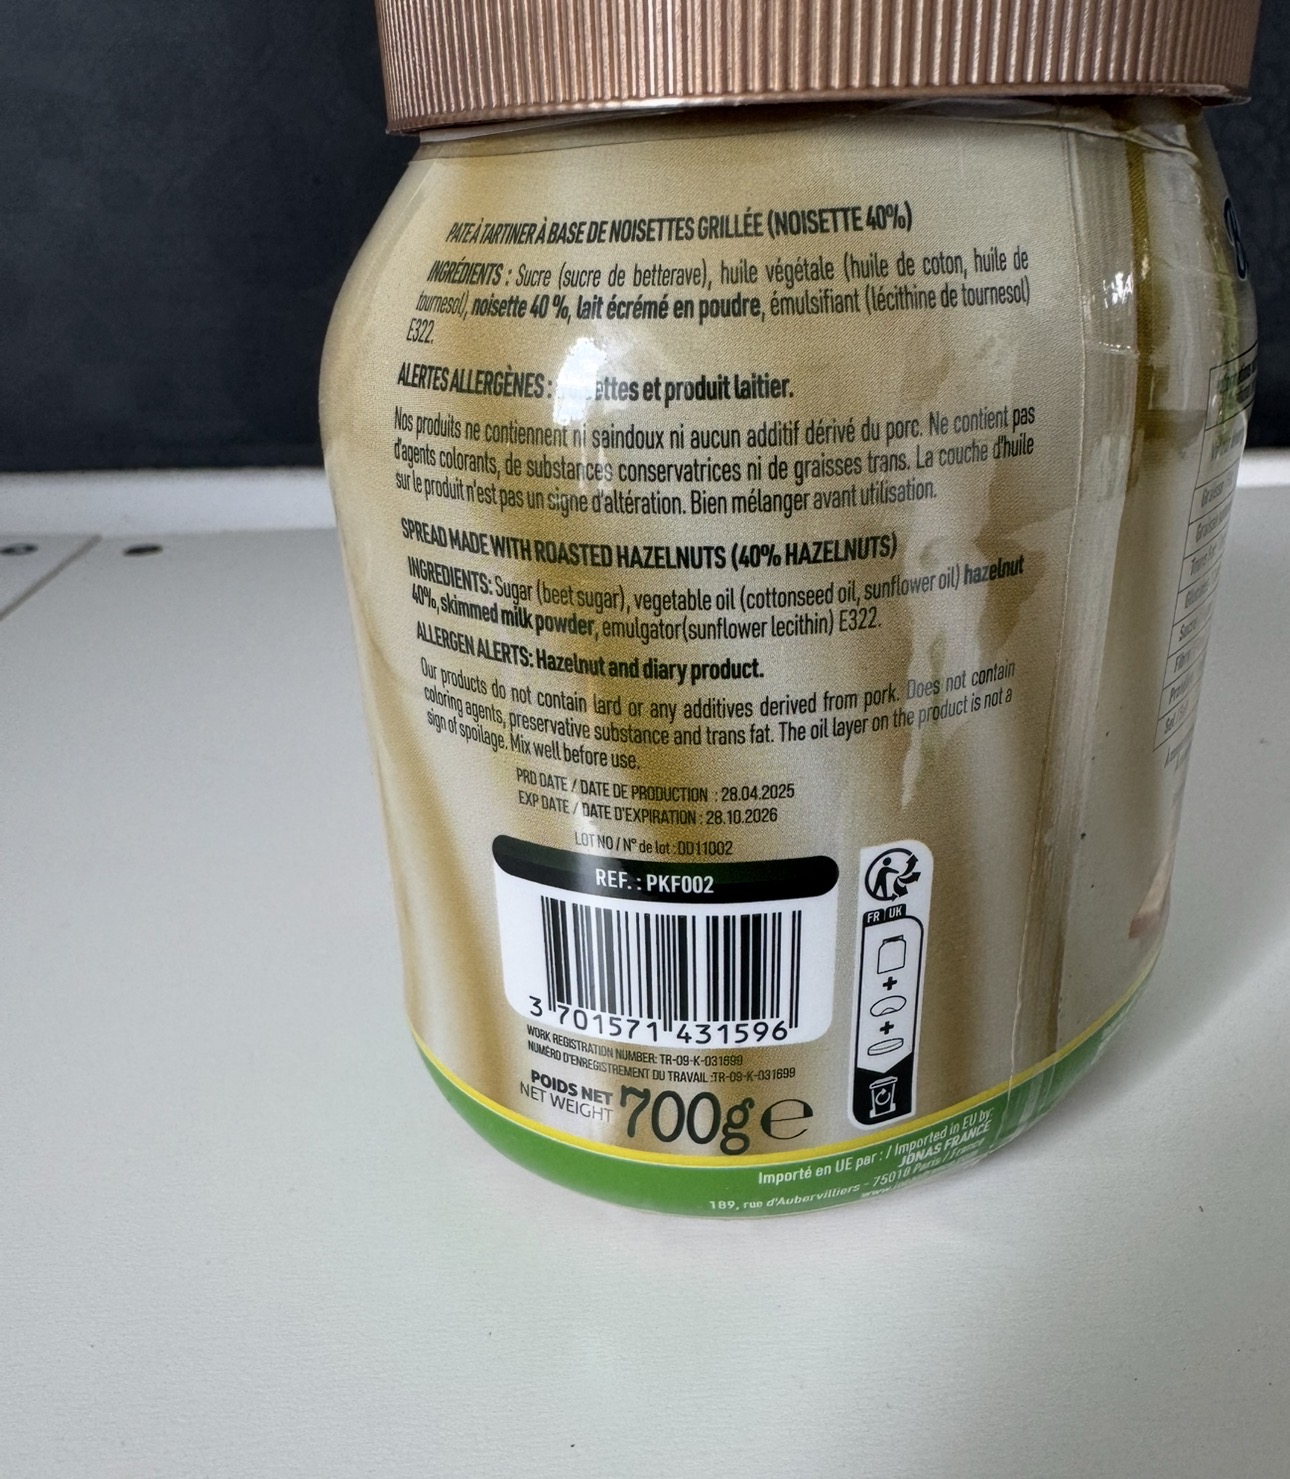 PATE À TARTINER À BASE DE NOISETTES GRILLÉE (NOISETTE 40%)
INGRÉDIENTS : Sucre (sucre de betterave), huile végétale (huile de coton, huile de
tournesol), noisette 40 %, lait écrémé en poudre, émulsifiant (lécithine de tournesol)
E322.
ALERTES ALLERGÈNES : et produit laitier.
Nos produits ne contiennent ni saindoux ni aucun additif dérivé du porc. Ne contient pas
d'agents colorants, de substances conservatrices ni de graisses trans. La couche d'huile
sur le produit n'est pas un signe d'altération. Bien mélanger avant utilisation.
SPREAD MADE WITH ROASTED HAZELNUTS (40% HAZELNUTS)
INGREDIENTS: Sugar (beet sugar), vegetable oil (cottonseed oil, sunflower oil) hazelnut
40%, skimmed milk powder, emulgator(sunflower lecithin) E322.
ALLERGEN ALERTS: Hazelnut and diary product.
Our products do not contain lard or any additives derived from pork. Does not contain
coloring agents, preservative substance and trans fat. The oil layer on the product is not a
sign of spoilage. Mix well before use.
PRD DATE / DATE DE PRODUCTION : 28.04.2025
EXP DATE / DATE D'EXPIRATION : 28.10.2026
LOT NO / N° de lot :0D11002
REF. : PKF002
3 701571 431596
WORK REGISTRATION NUMBER: TR-09-K-031699
NUMÉRO D'ENREGISTREMENT DU TRAVAIL :TR-09-K-031699
POIDS NET
NET WEIGHT
700g e
FR UK
Importé en UE par : / Imported in EU by:
JONAS FRANCE
189, rue d'Aubervilliers - 75018 Paris / France